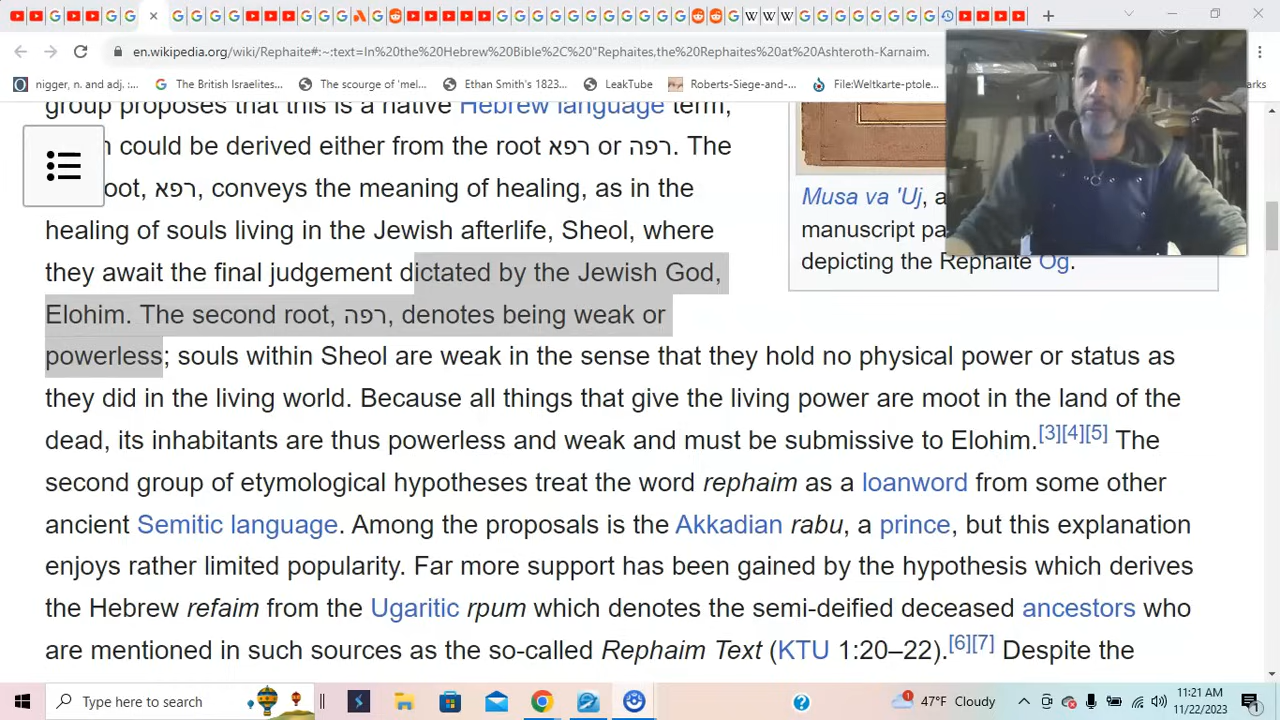 en.wikipedia.org/wiki/Rephaite#:~:text=In%20the%20Hebrew%20Bible%2C%20"Rephaites,the%20Rephaites%20at%20Ashteroth-Karnaim.
nigger, n. and adj. :... The British Israelites... The scourge of 'mel... Ethan Smith's 1823... LeakTube Roberts-Siege-and-... File:Weltkarte-ptole... arks
group proposes that this is a native Hebrew language term,
could be derived either from the root רפא or רפה. The
oot, רפא, conveys the meaning of healing, as in the
healing of souls living in the Jewish afterlife, Sheol, where
they await the final judgement dictated by the Jewish God,
Elohim. The second root, רפה, denotes being weak or
powerless; souls within Sheol are weak in the sense that they hold no physical power or status as
they did in the living world. Because all things that give the living power are moot in the land of the
dead, its inhabitants are thus powerless and weak and must be submissive to Elohim.[3][4][5] The
second group of etymological hypotheses treat the word rephaim as a loanword from some other
ancient Semitic language. Among the proposals is the Akkadian rabu, a prince, but this explanation
enjoys rather limited popularity. Far more support has been gained by the hypothesis which derives
the Hebrew refaim from the Ugaritic rpum which denotes the semi-deified deceased ancestors who
are mentioned in such sources as the so-called Rephaim Text (KTU 1:20–22).[6][7] Despite the
Musa va 'Uj, a
manuscript pa
depicting the Rephaite Og.
Type here to search
47°F Cloudy
11:21 AM
11/22/2023